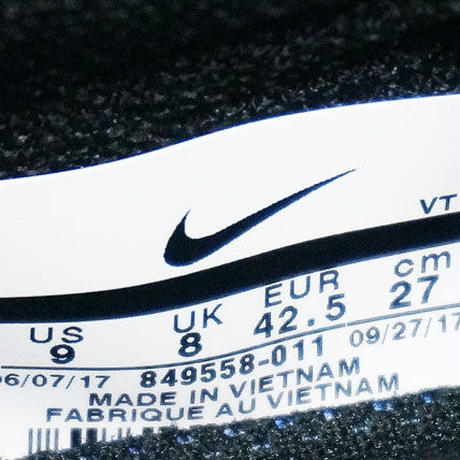 VT
US UK EUR cm
9 8 42.5 27
06/07/17 849558-011 09/27/17
MADE IN VIETNAM
FABRIQUE AU VIETNAM